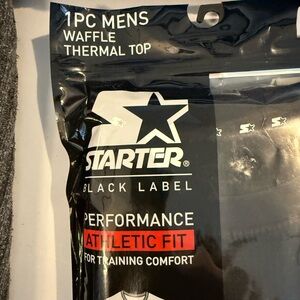 1PC MENS
WAFFLE
THERMAL TOP
STARTER®
BLACK LABEL
PERFORMANCE
ATHLETIC FIT
FOR TRAINING COMFORT